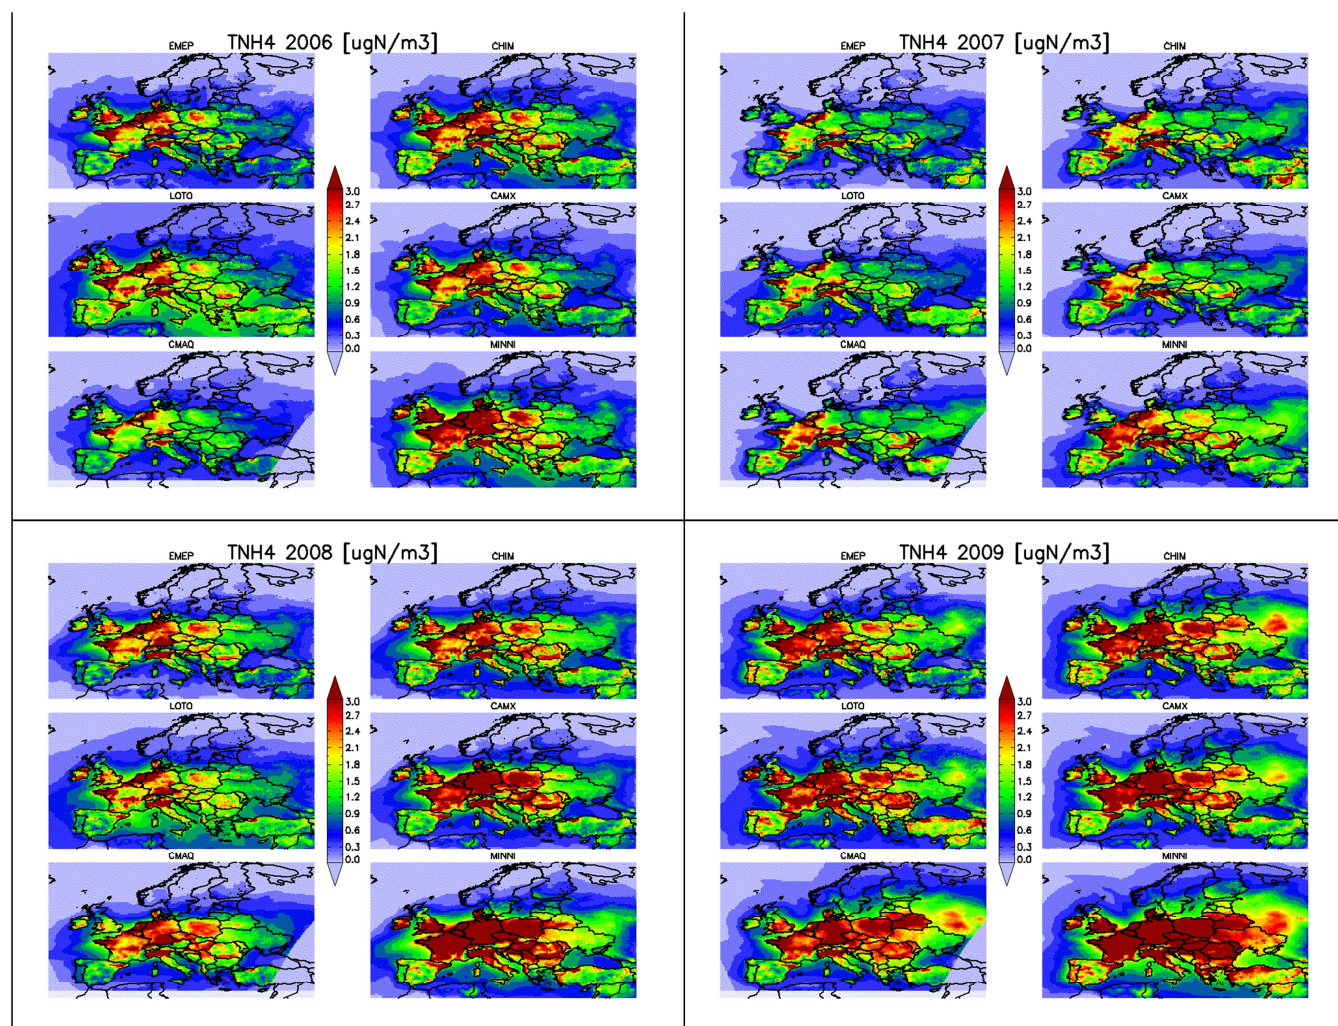 TNH4 2006 [ugN/m3]
EMEP
CHIN
LOTO
CAMX
CMAQ
MINNI
3.0
2.7
2.4
2.1
1.8
1.5
1.2
0.9
0.6
0.3
0.0
TNH4 2007 [ugN/m3]
EMEP
CHIN
LOTO
CAMX
CMAQ
MINNI
3.0
2.7
2.4
2.1
1.8
1.5
1.2
0.9
0.6
0.3
0.0
TNH4 2008 [ugN/m3]
EMEP
CHIN
LOTO
CAMX
CMAQ
MINNI
3.0
2.7
2.4
2.1
1.8
1.5
1.2
0.9
0.6
0.3
0.0
TNH4 2009 [ugN/m3]
EMEP
CHIN
LOTO
CAMX
CMAQ
MINNI
3.0
2.7
2.4
2.1
1.8
1.5
1.2
0.9
0.6
0.3
0.0